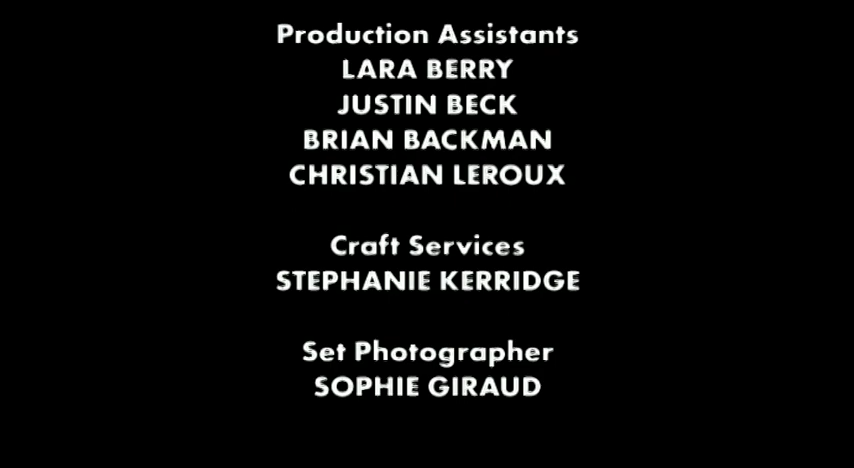 Production Assistants
LARA BERRY
JUSTIN BECK
BRIAN BACKMAN
CHRISTIAN LEROUX
Craft Services
STEPHANIE KERRIDGE
Set Photographer
SOPHIE GIRAUD